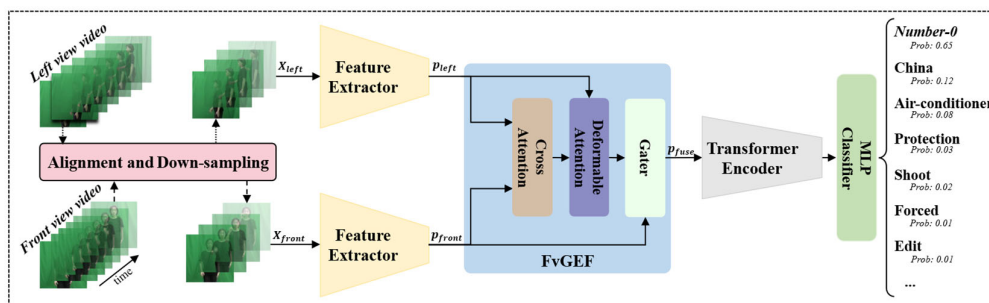 Left view video
X_left
Feature
Extractor
p_left
Alignment and Down-sampling
Cross
Attention
Deformable
Attention
Gater
p_fuse
Transformer
Encoder
MLP
Classifier
Front view video
time
X_front
Feature
Extractor
p_front
FvGEF
Number-0
Prob: 0.65
China
Prob: 0.12
Air-conditioner
Prob: 0.08
Protection
Prob: 0.03
Shoot
Prob: 0.02
Forced
Prob: 0.01
Edit
Prob: 0.01
...